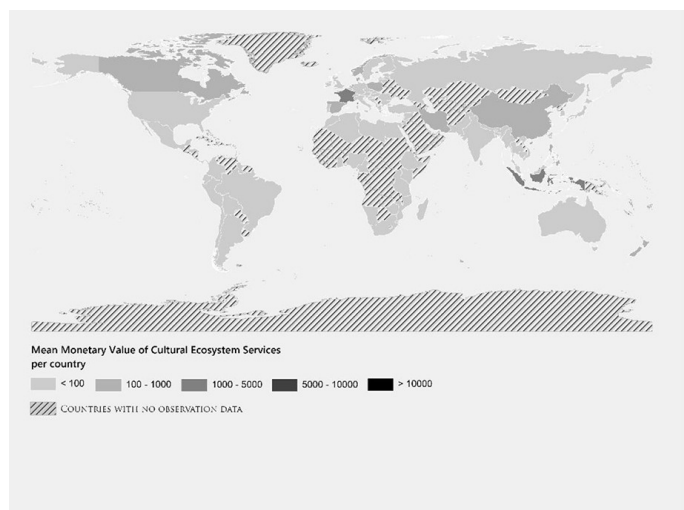 Mean Monetary Value of Cultural Ecosystem Services
per country
< 100 100 - 1000 1000 - 5000 5000 - 10000 > 10000
COUNTRIES WITH NO OBSERVATION DATA